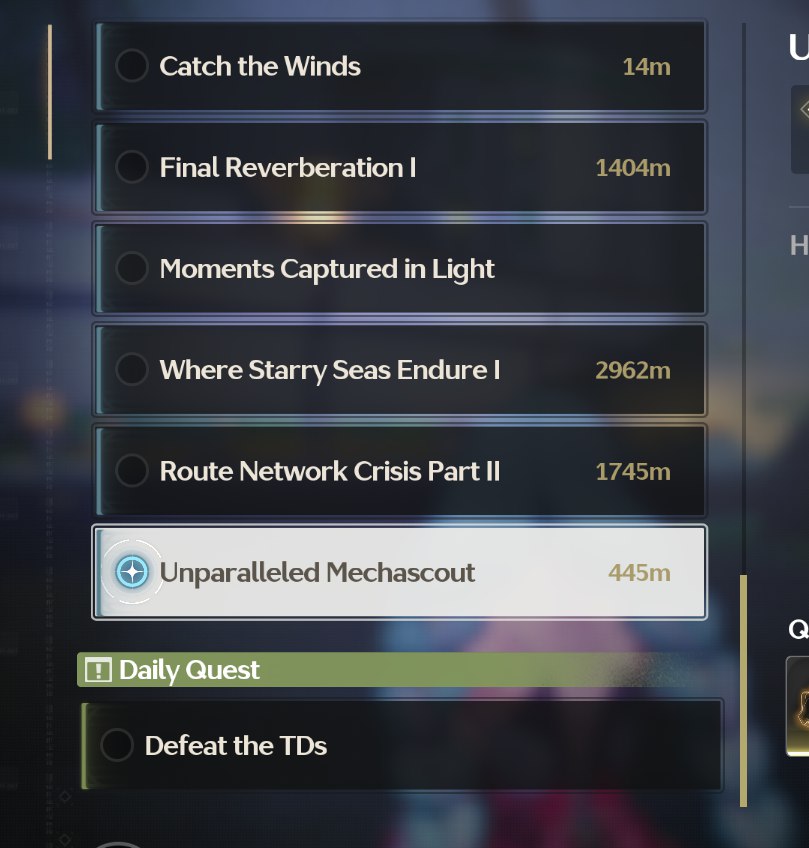 Catch the Winds 14m
Final Reverberation I 1404m
Moments Captured in Light
Where Starry Seas Endure I 2962m
Route Network Crisis Part II 1745m
Unparalleled Mechascout 445m
Daily Quest
Defeat the TDs